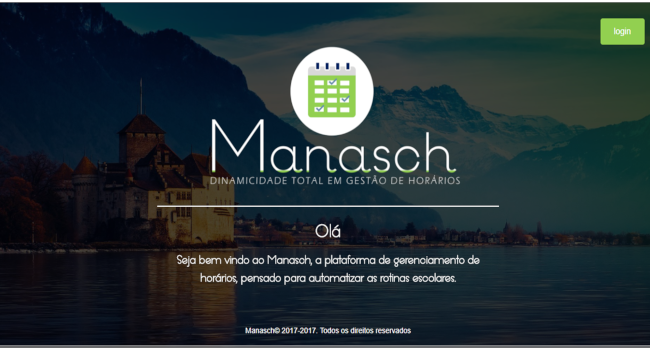 login
Manasch
DINAMICIDADE TOTAL EM GESTÃO DE HORÁRIOS
Olá
Seja bem vindo ao Manasch, a plataforma de gerenciamento de
horários, pensado para automatizar as rotinas escolares.
Manasch© 2017-2017. Todos os direitos reservados